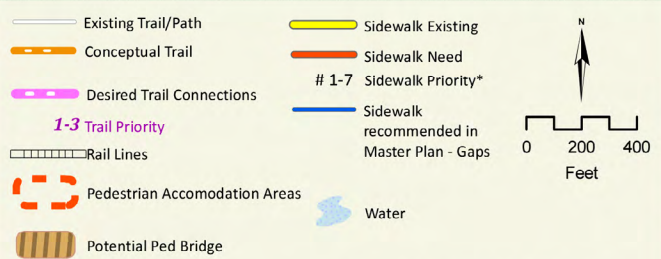 Existing Trail/Path
Conceptual Trail
Desired Trail Connections
1-3 Trail Priority
Rail Lines
Pedestrian Accomodation Areas
Potential Ped Bridge
Sidewalk Existing
Sidewalk Need
# 1-7 Sidewalk Priority*
Sidewalk
recommended in
Master Plan - Gaps
Water
N
0 200 400
Feet